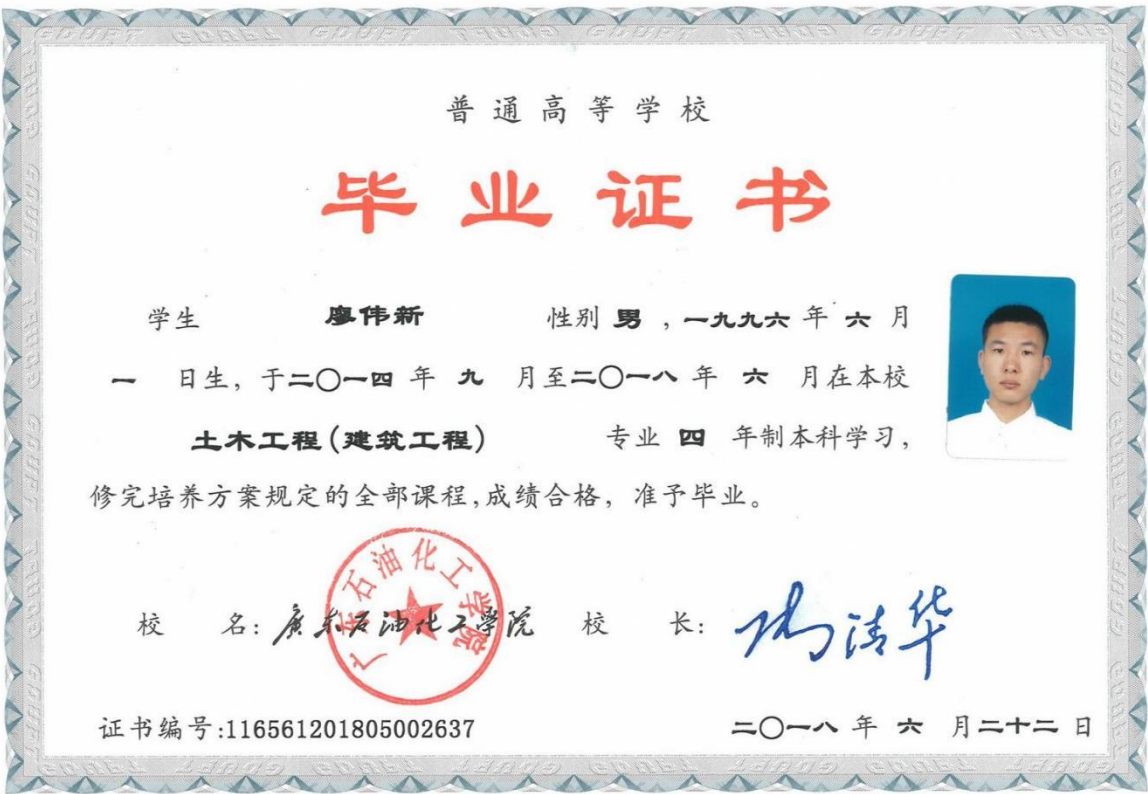 普通高等学校
毕业证书
学生 廖伟新 性别 男，一九九六 年 六 月
一 日生，于二〇一四 年 九 月至二〇一八 年 六 月在本校
土木工程(建筑工程) 专业 四 年制本科学习，
修完培养方案规定的全部课程,成绩合格，准予毕业。
广东石油化工学院
校 名：廣东石油化工學院 校 长： 清华
证书编号:116561201805002637 二〇一八 年 六 月二十二 日